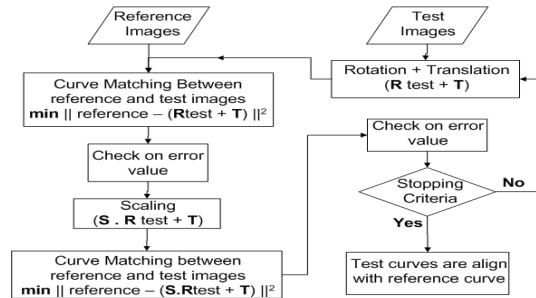 Reference
Images
Test
Images
Rotation + Translation
(R test + T)
Curve Matching Between
reference and test images
min || reference – (Rtest + T) ||²
Check on error
value
Scaling
(S . R test + T)
Curve Matching between
reference and test images
min || reference – (S.Rtest + T) ||²
Check on error
value
Stopping
Criteria
No
Yes
Test curves are align
with reference curve